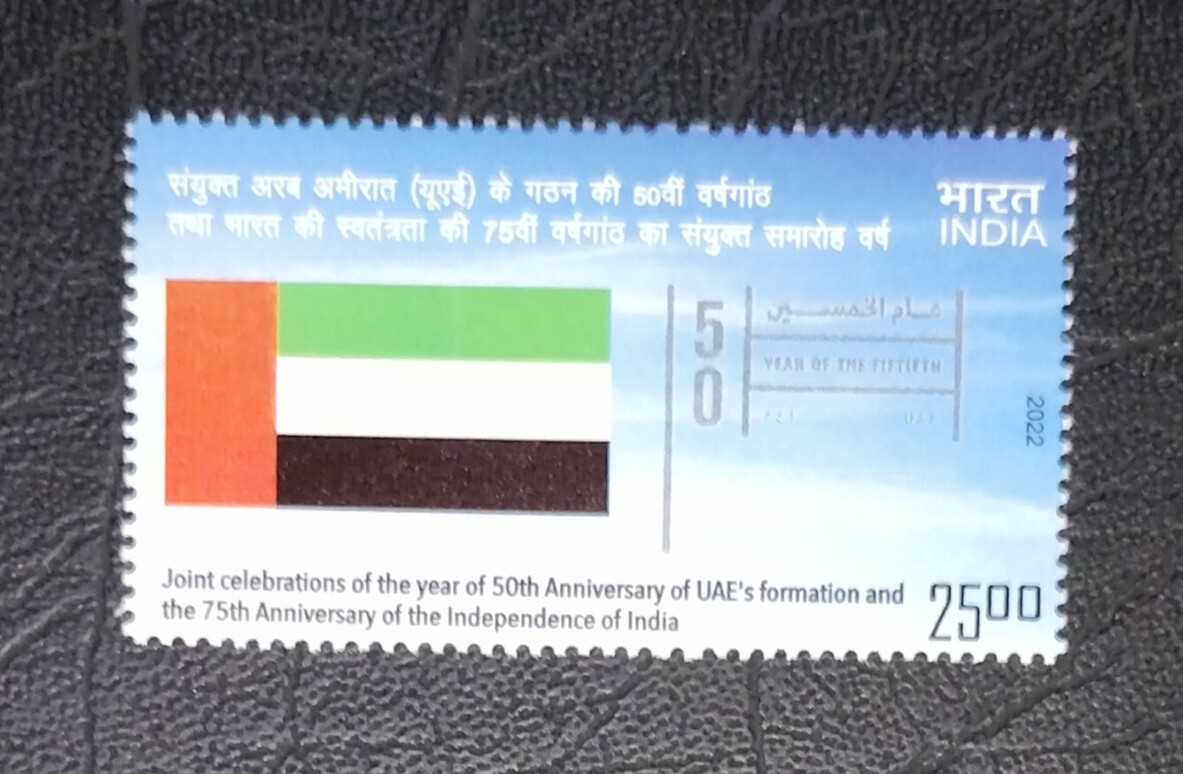 संयुक्त अरब अमीरात (यूएई) के गठन की 50वीं वर्षगांठ
तथा भारत की स्वतंत्रता की 75वीं वर्षगांठ का संयुक्त समारोह वर्ष
भारत
INDIA
50
عام الخمسين
YEAR OF THE FIFTIETH
2022
Joint celebrations of the year of 50th Anniversary of UAE's formation and
the 75th Anniversary of the Independence of India
2500